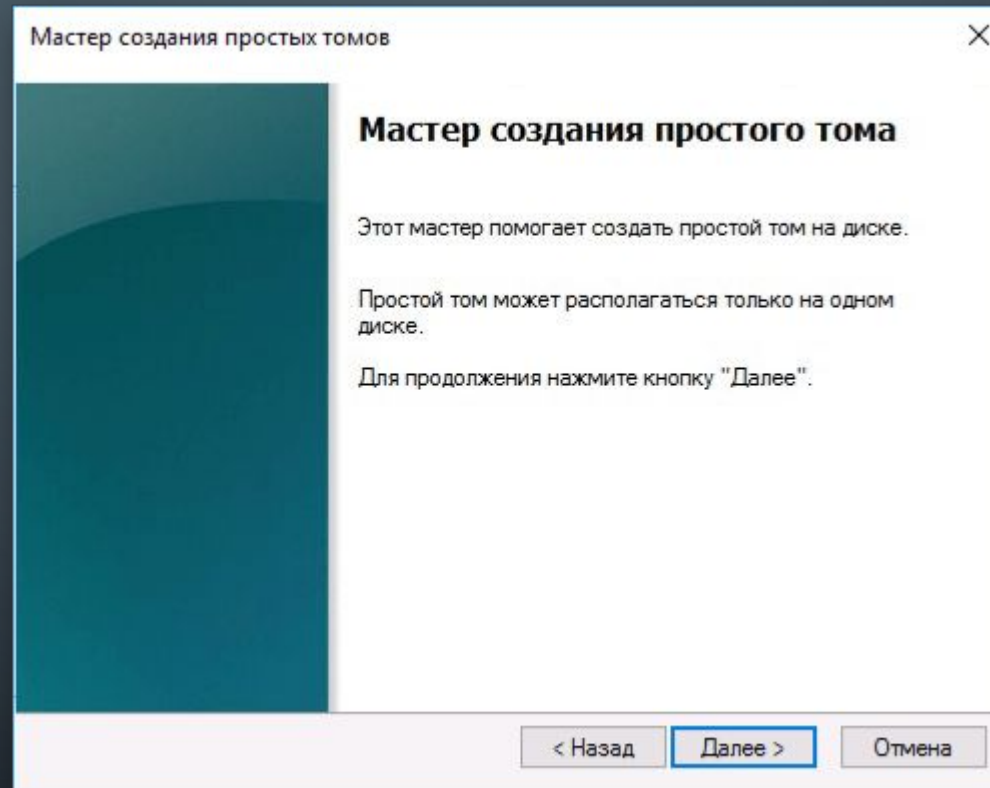 Мастер создания простых томов
Мастер создания простого тома
Этот мастер помогает создать простой том на диске.
Простой том может располагаться только на одном
диске.
Для продолжения нажмите кнопку "Далее".
< Назад
Далее >
Отмена